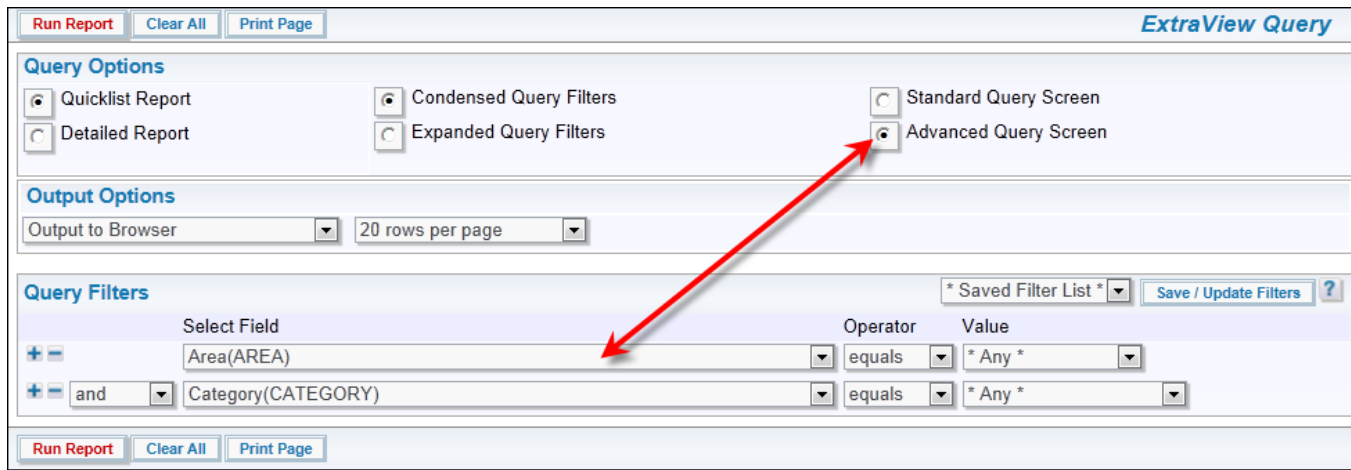 Run Report Clear All Print Page ExtraView Query
Query Options
Quicklist Report Condensed Query Filters Standard Query Screen
Detailed Report Expanded Query Filters Advanced Query Screen
Output Options
Output to Browser 20 rows per page
Query Filters * Saved Filter List * Save / Update Filters ?
Select Field Operator Value
Area(AREA) equals * Any *
and Category(CATEGORY) equals * Any *
Run Report Clear All Print Page